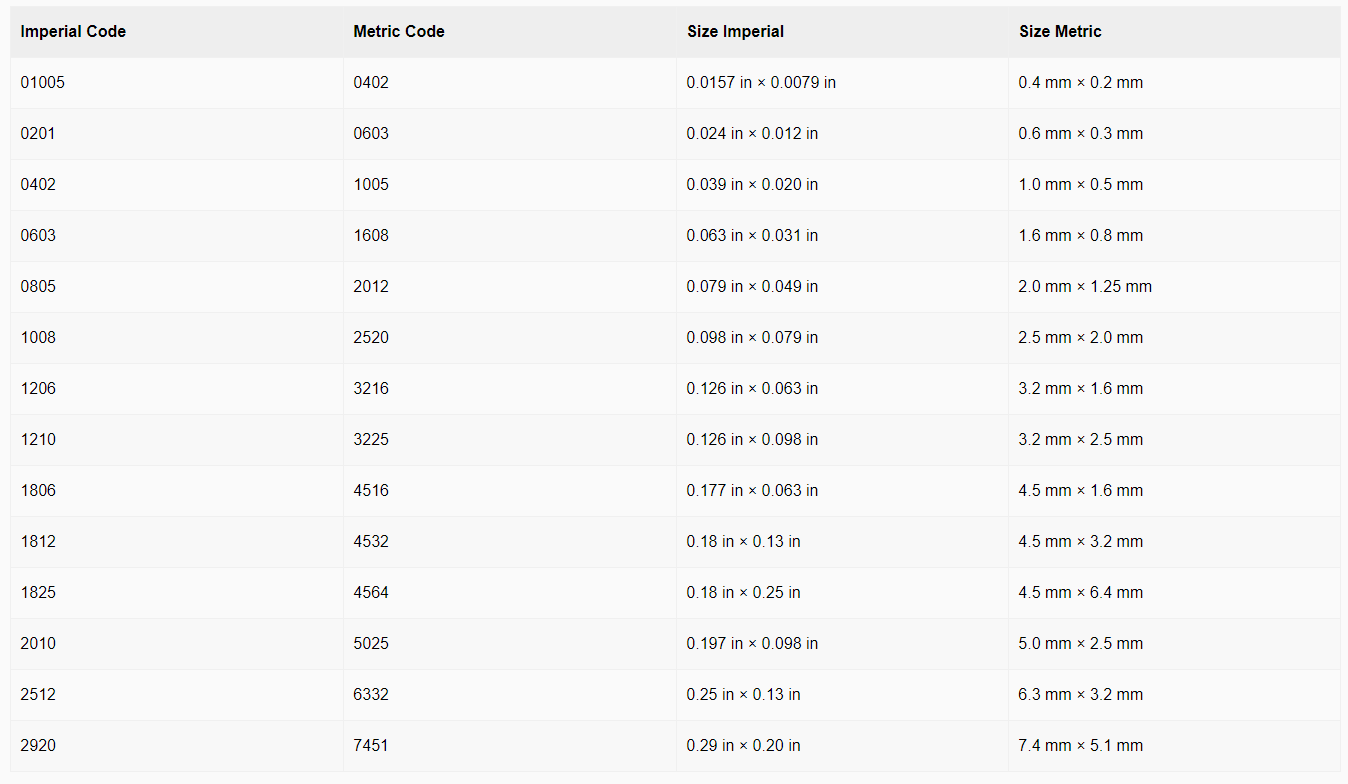 Imperial Code Metric Code Size Imperial Size Metric
01005 0402 0.0157 in × 0.0079 in 0.4 mm × 0.2 mm
0201 0603 0.024 in × 0.012 in 0.6 mm × 0.3 mm
0402 1005 0.039 in × 0.020 in 1.0 mm × 0.5 mm
0603 1608 0.063 in × 0.031 in 1.6 mm × 0.8 mm
0805 2012 0.079 in × 0.049 in 2.0 mm × 1.25 mm
1008 2520 0.098 in × 0.079 in 2.5 mm × 2.0 mm
1206 3216 0.126 in × 0.063 in 3.2 mm × 1.6 mm
1210 3225 0.126 in × 0.098 in 3.2 mm × 2.5 mm
1806 4516 0.177 in × 0.063 in 4.5 mm × 1.6 mm
1812 4532 0.18 in × 0.13 in 4.5 mm × 3.2 mm
1825 4564 0.18 in × 0.25 in 4.5 mm × 6.4 mm
2010 5025 0.197 in × 0.098 in 5.0 mm × 2.5 mm
2512 6332 0.25 in × 0.13 in 6.3 mm × 3.2 mm
2920 7451 0.29 in × 0.20 in 7.4 mm × 5.1 mm